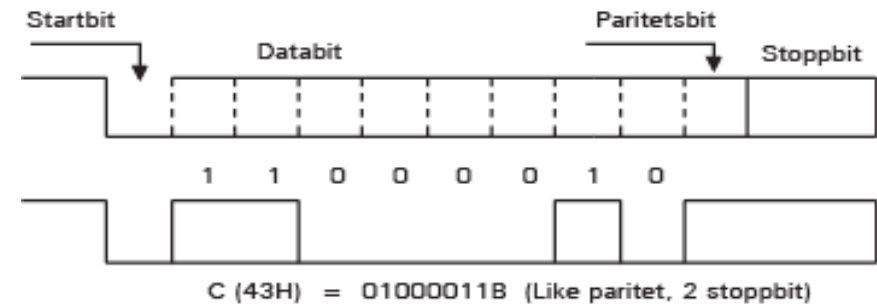 Startbit
Paritetsbit
Databit
Stoppbit
1 1 0 0 0 0 1 0
C (43H) = 01000011B (Like paritet, 2 stoppbit)